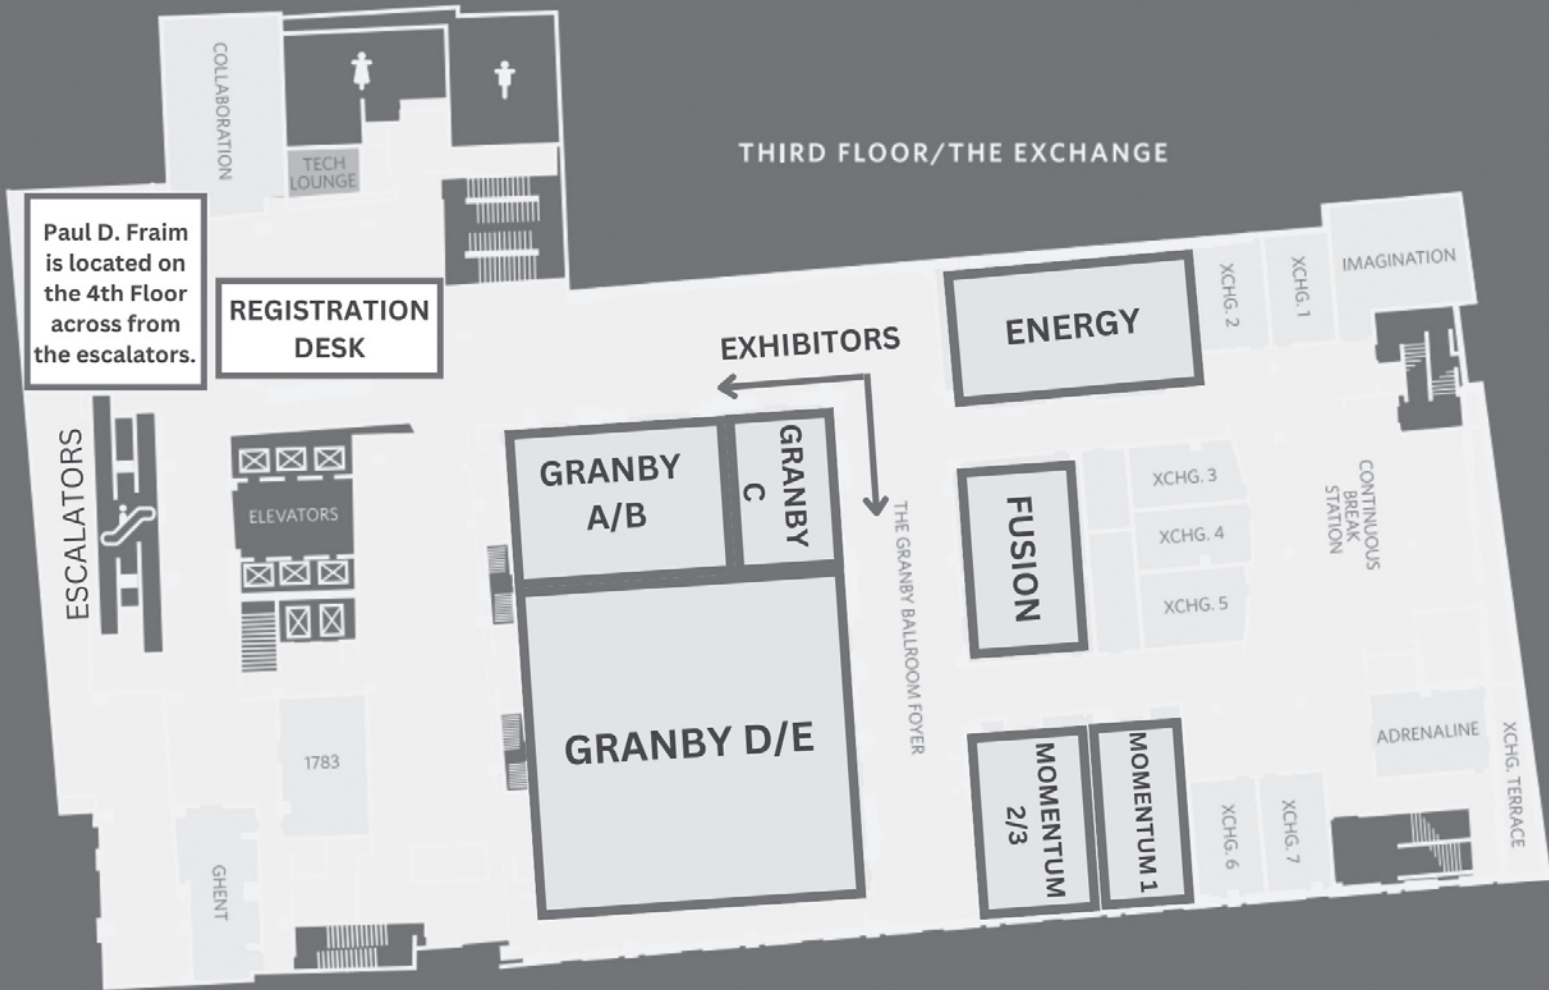 COLLABORATION
TECH
LOUNGE
THIRD FLOOR/THE EXCHANGE
Paul D. Fraim
is located on
the 4th Floor
across from
the escalators.
REGISTRATION
DESK
EXHIBITORS
ENERGY
XCHG. 2
XCHG. 1
IMAGINATION
ESCALATORS
ELEVATORS
GRANBY
A/B
GRANBY
C
THE GRANBY BALLROOM FOYER
FUSION
XCHG. 3
XCHG. 4
XCHG. 5
CONTINUOUS
BREAK
STATION
1783
GHENT
GRANBY D/E
MOMENTUM
2/3
MOMENTUM 1
XCHG. 6
XCHG. 7
ADRENALINE
XCHG. TERRACE